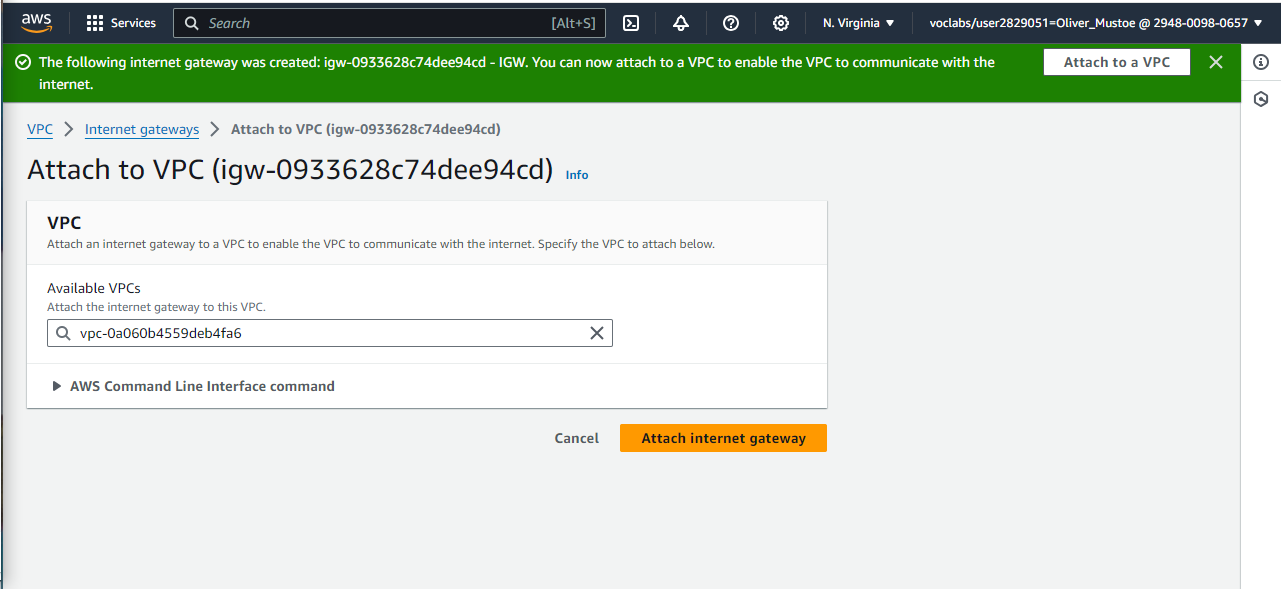 aws Services Search [Alt+S] N. Virginia voclabs/user2829051=Oliver_Mustoe @ 2948-0098-0657
The following internet gateway was created: igw-0933628c74dee94cd - IGW. You can now attach to a VPC to enable the VPC to communicate with the
internet.
Attach to a VPC
VPC > Internet gateways > Attach to VPC (igw-0933628c74dee94cd)
Attach to VPC (igw-0933628c74dee94cd) Info
VPC
Attach an internet gateway to a VPC to enable the VPC to communicate with the internet. Specify the VPC to attach below.
Available VPCs
Attach the internet gateway to this VPC.
vpc-0a060b4559deb4fa6
AWS Command Line Interface command
Cancel Attach internet gateway